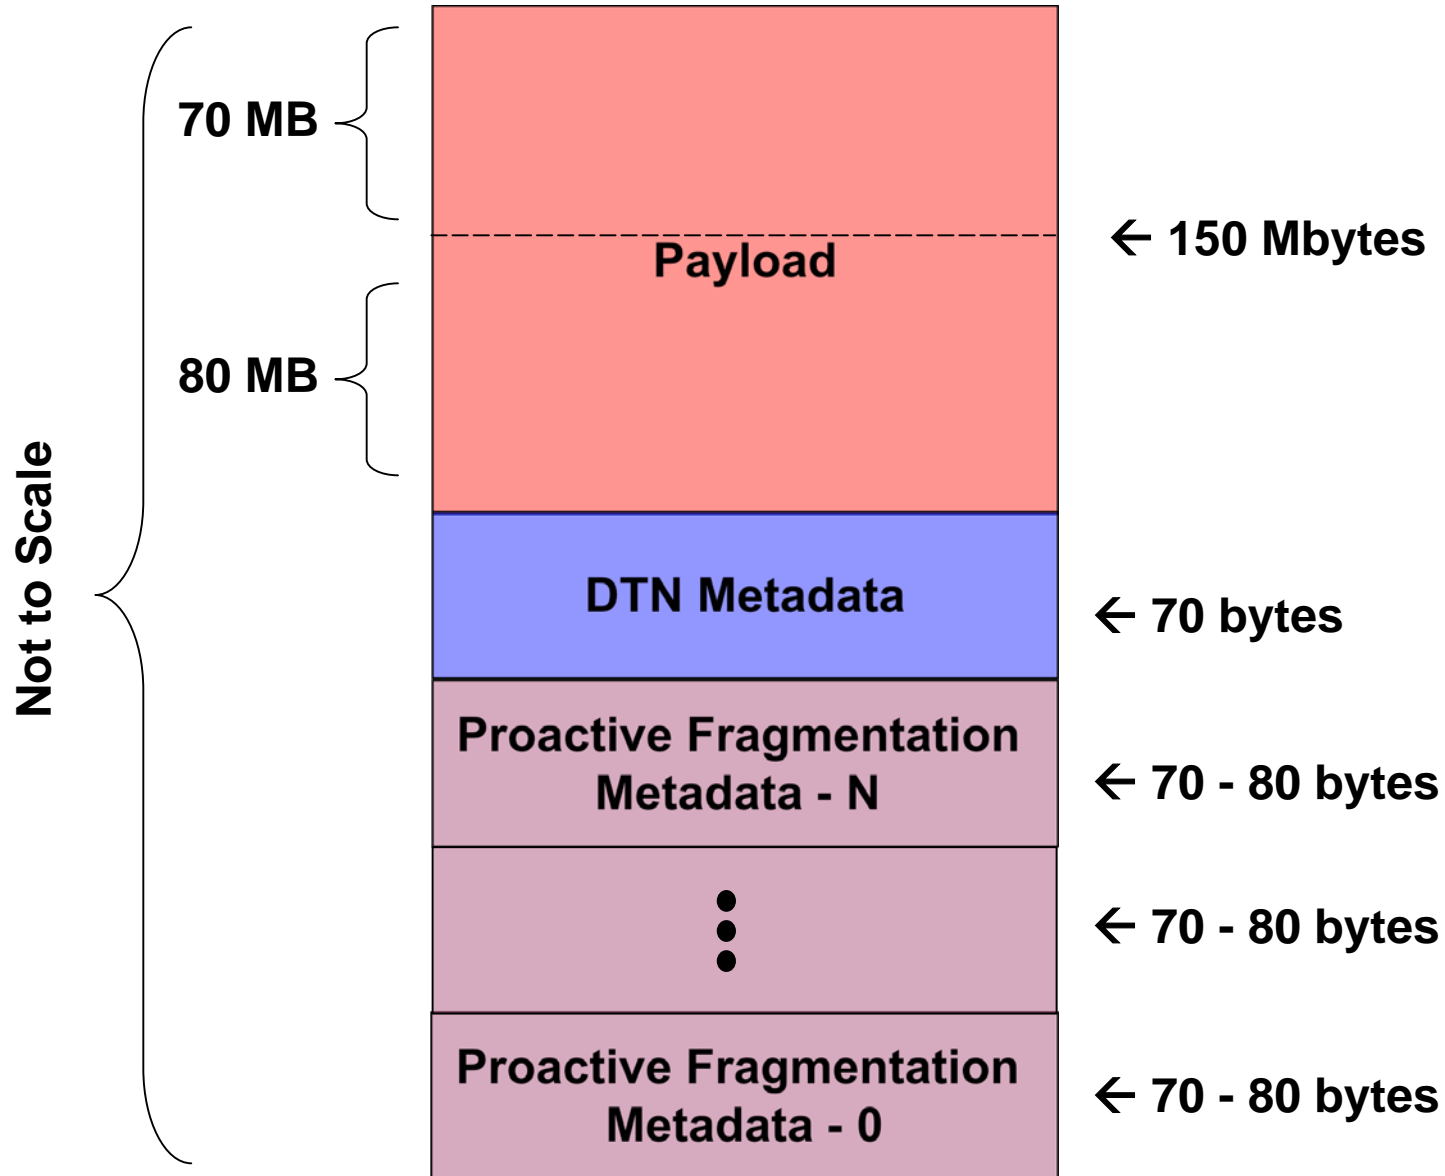 70 MB
← 150 Mbytes
Payload
80 MB
Not to Scale
DTN Metadata
← 70 bytes
Proactive Fragmentation
Metadata - N
← 70 - 80 bytes
← 70 - 80 bytes
Proactive Fragmentation
Metadata - 0
← 70 - 80 bytes